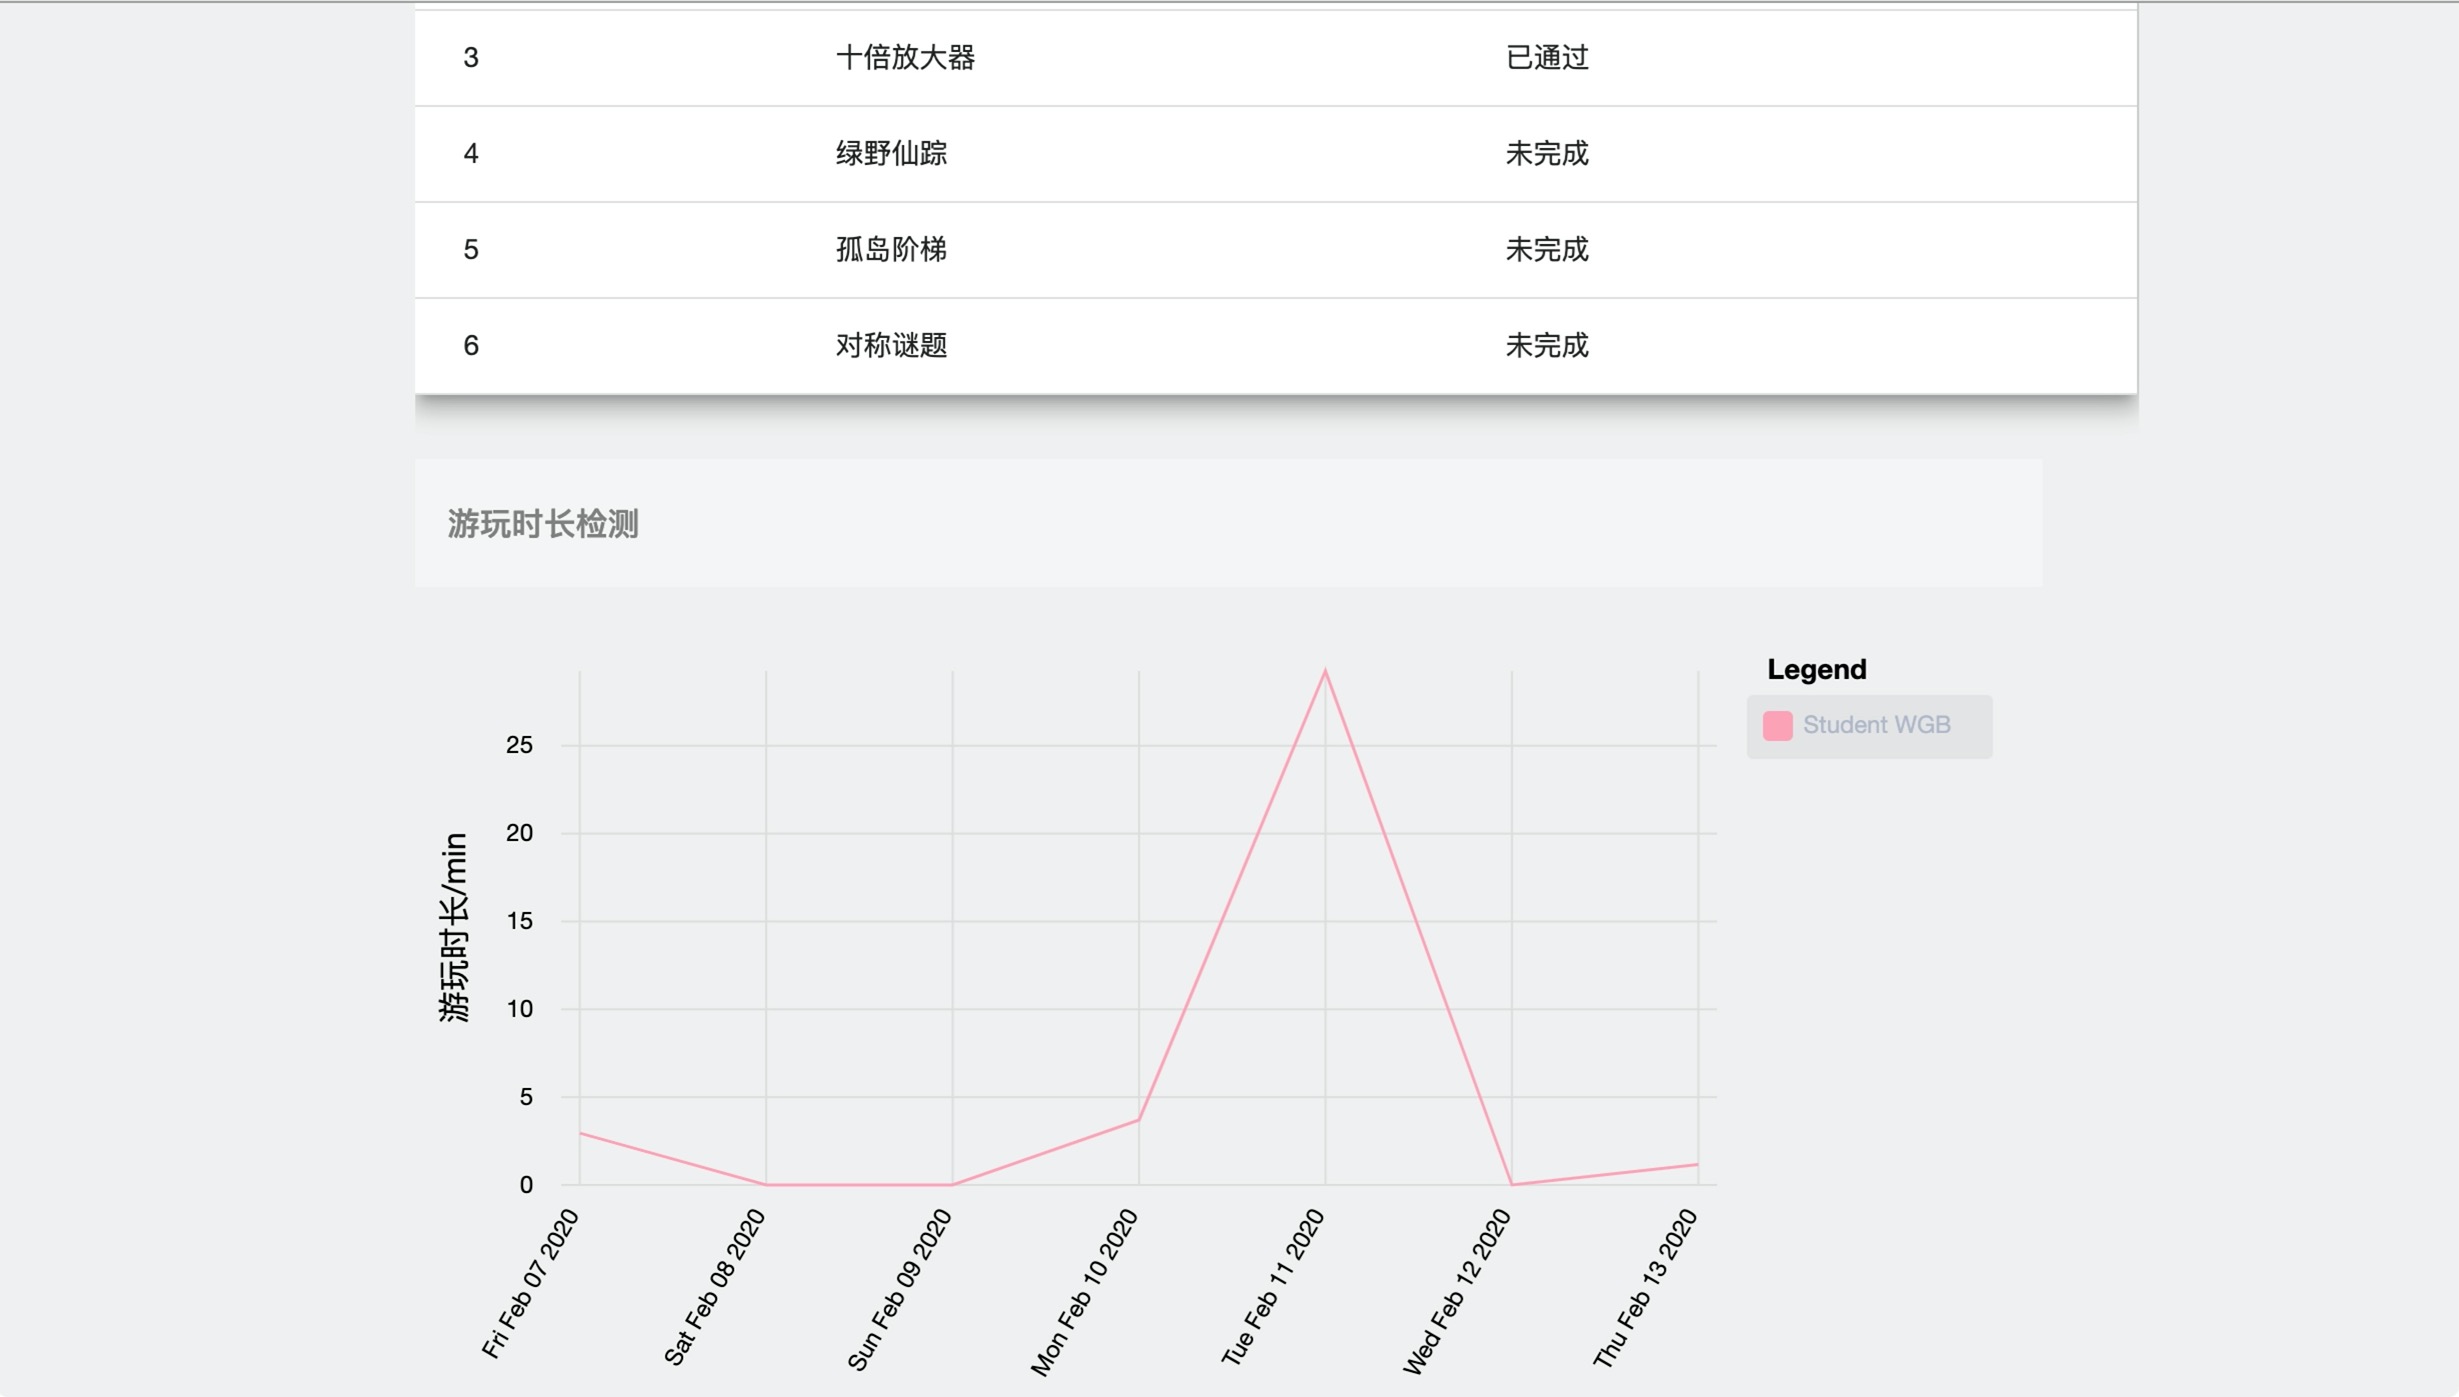 3 十倍放大器 已通过
4 绿野仙踪 未完成
5 孤岛阶梯 未完成
6 对称谜题 未完成
游玩时长检测
Legend
Student WGB
游玩时长/min
25
20
15
10
5
0
Fri Feb 07 2020
Sat Feb 08 2020
Sun Feb 09 2020
Mon Feb 10 2020
Tue Feb 11 2020
Wed Feb 12 2020
Thu Feb 13 2020